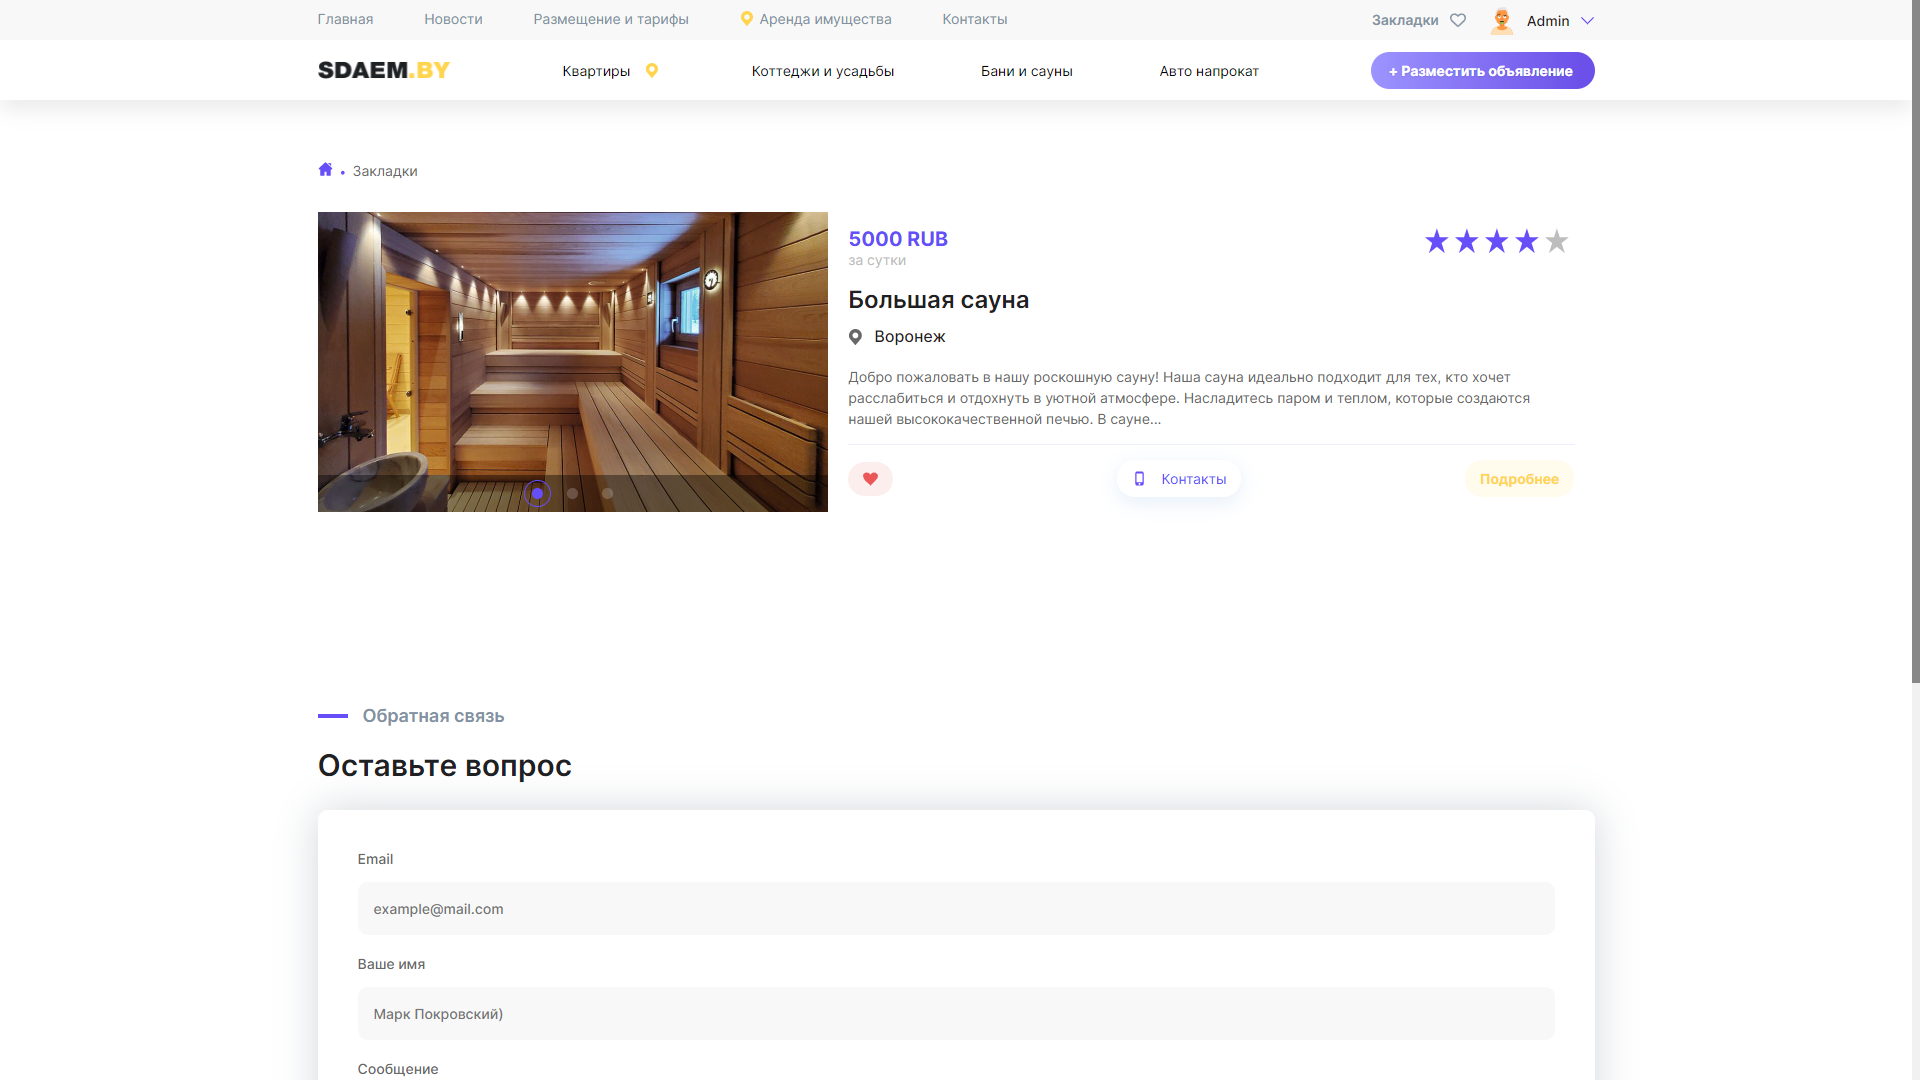 Главная
Новости
Размещение и тарифы
Аренда имущества
Контакты
Закладки
Admin
SDAEM.BY
Квартиры
Коттеджи и усадьбы
Бани и сауны
Авто напрокат
+ Разместить объявление
Закладки
5000 RUB
за сутки
Большая сауна
Воронеж
Добро пожаловать в нашу роскошную сауну! Наша сауна идеально подходит для тех, кто хочет
расслабиться и отдохнуть в уютной атмосфере. Насладитесь паром и теплом, которые создаются
нашей высококачественной печью. В сауне...
Контакты
Подробнее
Обратная связь
Оставьте вопрос
Email
example@mail.com
Ваше имя
Марк Покровский)
Сообщение